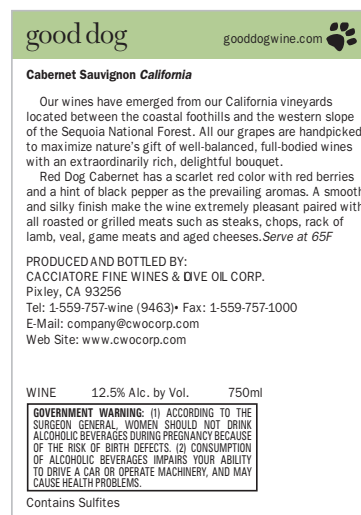 good dog
gooddogwine.com
Cabernet Sauvignon California
Our wines have emerged from our California vineyards
located between the coastal foothills and the western slope
of the Sequoia National Forest. All our grapes are handpicked
to maximize nature's gift of well-balanced, full-bodied wines
with an extraordinarily rich, delightful bouquet.
Red Dog Cabernet has a scarlet red color with red berries
and a hint of black pepper as the prevailing aromas. A smooth
and silky finish make the wine extremely pleasant paired with
all roasted or grilled meats such as steaks, chops, rack of
lamb, veal, game meats and aged cheeses. Serve at 65F
PRODUCED AND BOTTLED BY:
CACCIATORE FINE WINES & OLIVE OIL CORP.
Pixley, CA 93256
Tel: 1-559-757-wine (9463)• Fax: 1-559-757-1000
E-Mail: company@cwocorp.com
Web Site: www.cwocorp.com
WINE 12.5% Alc. by Vol. 750ml
GOVERNMENT WARNING: (1) ACCORDING TO THE
SURGEON GENERAL, WOMEN SHOULD NOT DRINK
ALCOHOLIC BEVERAGES DURING PREGNANCY BECAUSE
OF THE RISK OF BIRTH DEFECTS. (2) CONSUMPTION
OF ALCOHOLIC BEVERAGES IMPAIRS YOUR ABILITY
TO DRIVE A CAR OR OPERATE MACHINERY, AND MAY
CAUSE HEALTH PROBLEMS.
Contains Sulfites